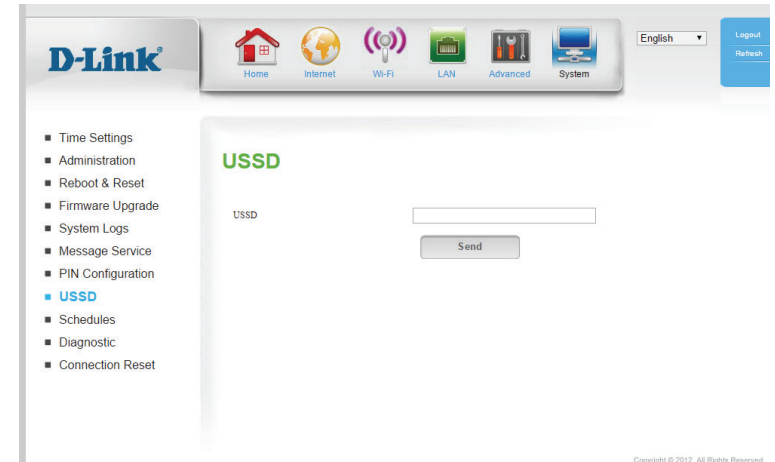 D-Link®
Home
Internet
Wi-Fi
LAN
Advanced
System
English
Logout
Refresh
Time Settings
Administration
Reboot & Reset
Firmware Upgrade
System Logs
Message Service
PIN Configuration
USSD
Schedules
Diagnostic
Connection Reset
USSD
USSD
Send
Copyright © 2012 All Rights Reserved